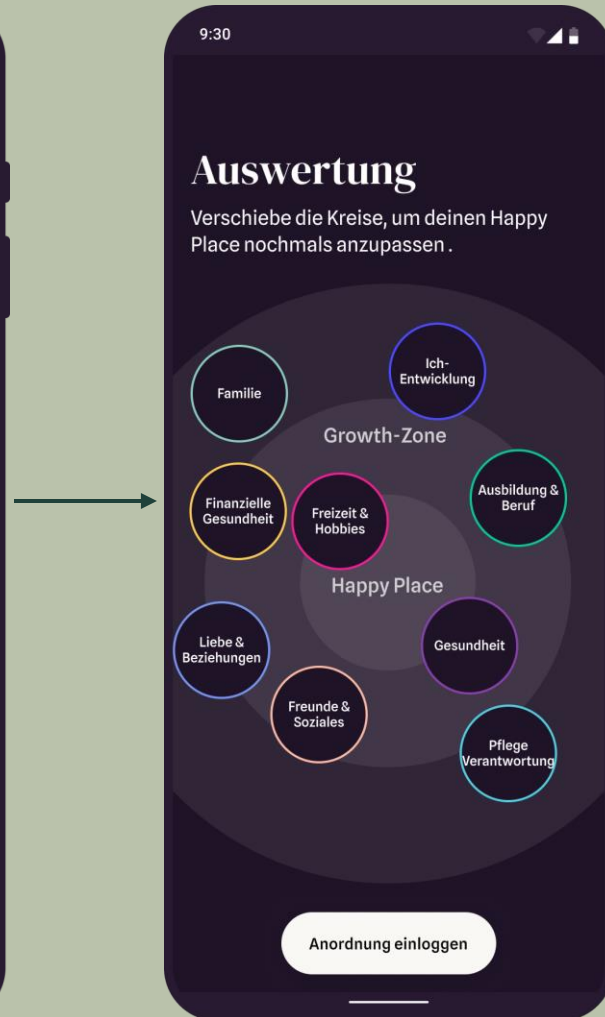 9:30
Auswertung
Verschiebe die Kreise, um deinen Happy
Place nochmals anzupassen .
Ich-
Entwicklung
Familie
Growth-Zone
Ausbildung &
Beruf
Finanzielle
Gesundheit
Freizeit &
Hobbies
Happy Place
Liebe &
Beziehungen
Gesundheit
Freunde &
Soziales
Pflege
Verantwortung
Anordnung einloggen